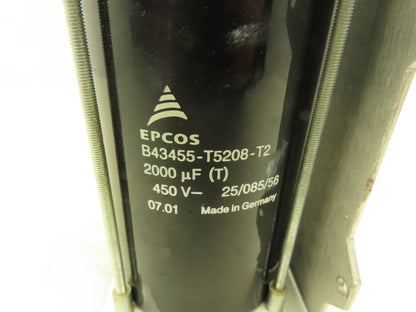 EPCOS
B43455-T5208-T2
2000 µF (T)
450 V⎓ 25/085/56
07.01 Made in Germany